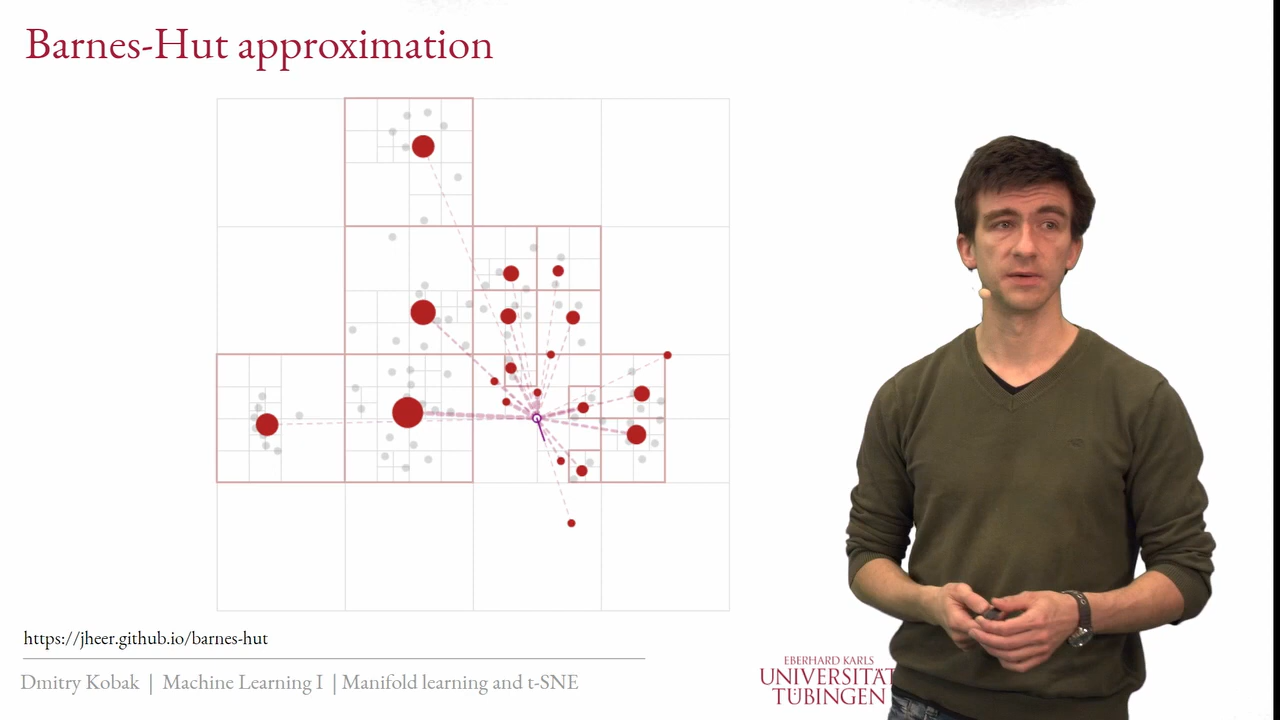 Barnes-Hut approximation
https://jheer.github.io/barnes-hut
Dmitry Kobak | Machine Learning I | Manifold learning and t-SNE
EBERHARD KARLS
UNIVERSITÄT
TÜBINGEN